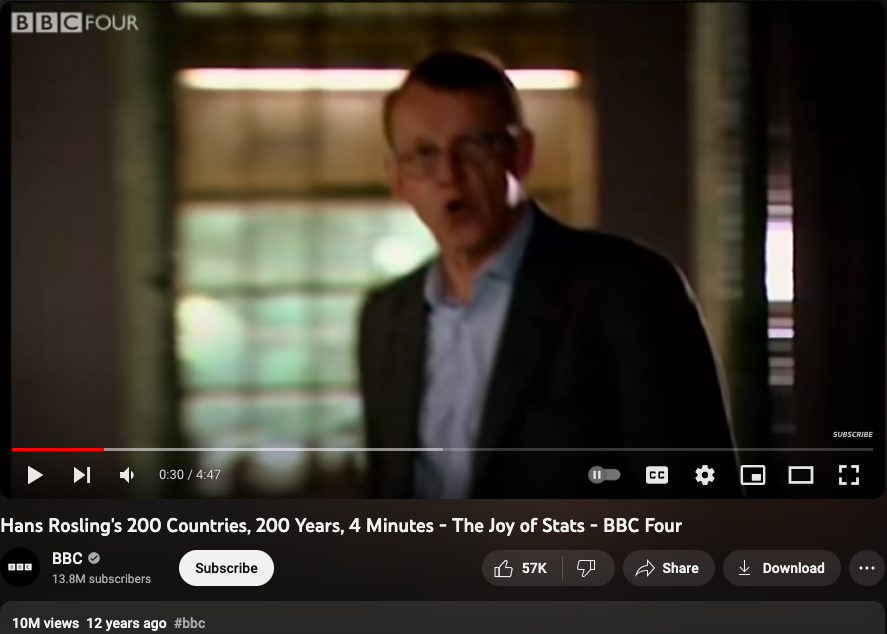 BBC FOUR
SUBSCRIBE
0:30 / 4:47
CC
Hans Rosling's 200 Countries, 200 Years, 4 Minutes - The Joy of Stats - BBC Four
BBC
BBC
13.8M subscribers
Subscribe
57K
Share
Download
10M views 12 years ago #bbc